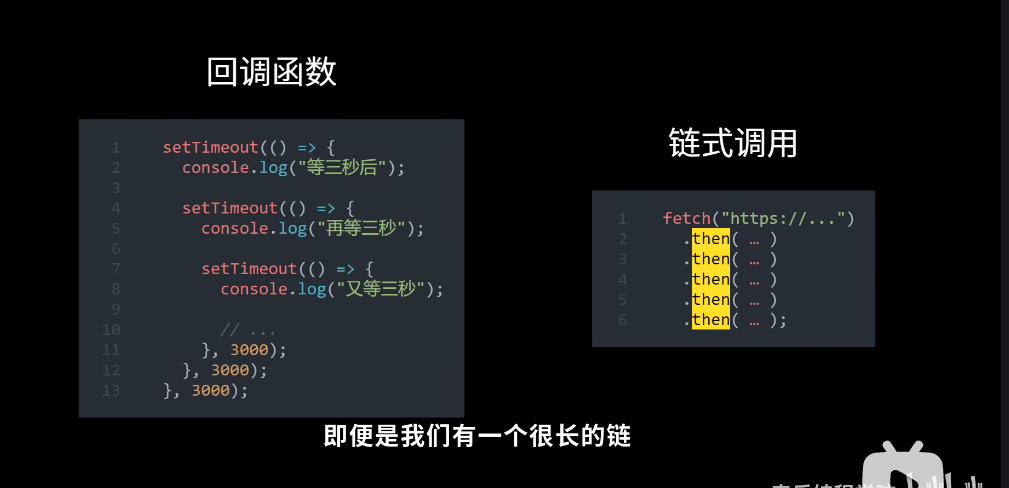 回调函数
1 setTimeout(() => {
2 console.log("等三秒后");
3
4 setTimeout(() => {
5 console.log("再等三秒");
6
7 setTimeout(() => {
8 console.log("又等三秒");
9
10 // ...
11 }, 3000);
12 }, 3000);
13 }, 3000);
链式调用
1 fetch("https://...")
2 .then( … )
3 .then( … )
4 .then( … )
5 .then( … )
6 .then( … );
即便是我们有一个很长的链